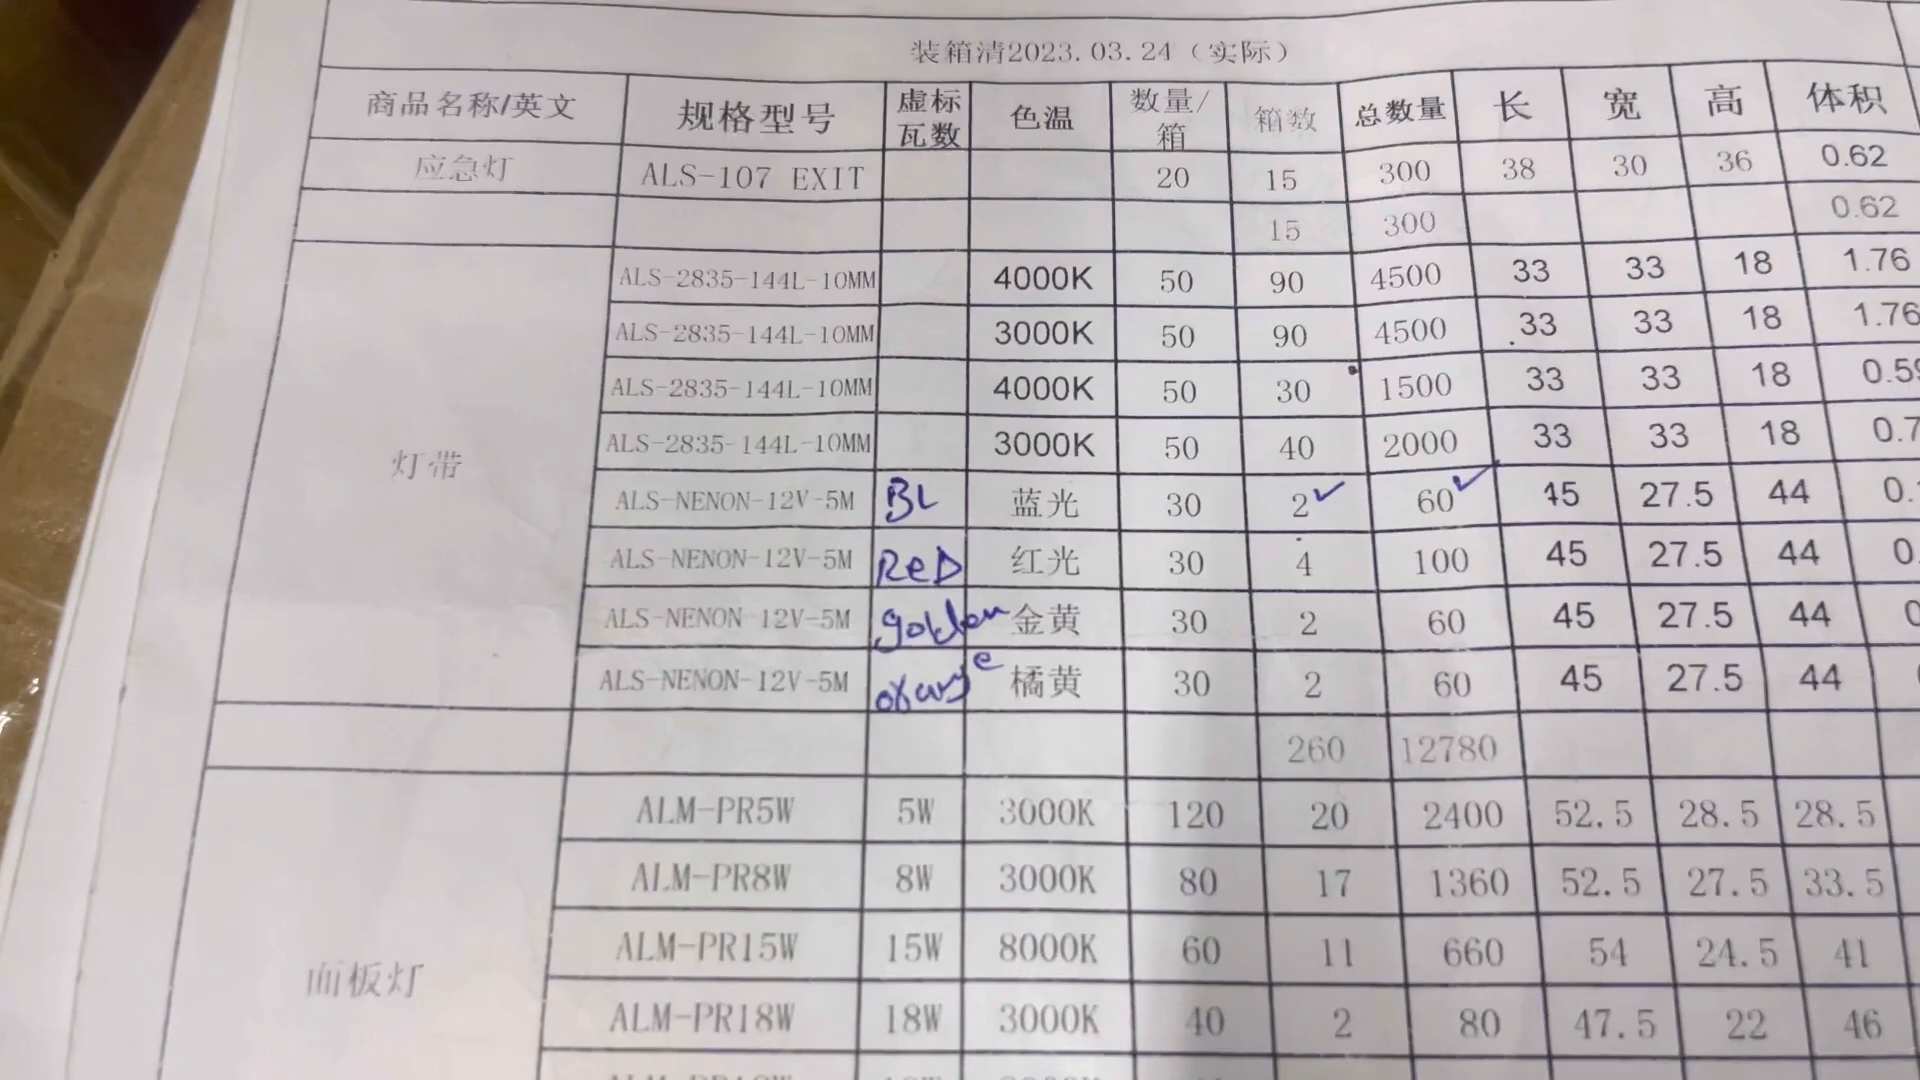 装箱清2023.03.24（实际）
商品名称/英文 规格型号 虚标瓦数 色温 数量/箱 箱数 总数量 长 宽 高 体积
应急灯 ALS-107 EXIT 20 15 300 38 30 36 0.62
15 300 0.62
灯带
ALS-2835-144L-10MM 4000K 50 90 4500 33 33 18 1.76
ALS-2835-144L-10MM 3000K 50 90 4500 33 33 18 1.76
ALS-2835-144L-10MM 4000K 50 30 1500 33 33 18 0.59
ALS-2835-144L-10MM 3000K 50 40 2000 33 33 18 0.7
ALS-NENON-12V-5M BL 蓝光 30 2✓ 60✓ 45 27.5 44 0.
ALS-NENON-12V-5M ReD 红光 30 4 100 45 27.5 44 0.
ALS-NENON-12V-5M golden 金黄 30 2 60 45 27.5 44
ALS-NENON-12V-5M orange 橘黄 30 2 60 45 27.5 44
260 12780
面板灯
ALM-PR5W 5W 3000K 120 20 2400 52.5 28.5 28.5
ALM-PR8W 8W 3000K 80 17 1360 52.5 27.5 33.5
ALM-PR15W 15W 8000K 60 11 660 54 24.5 41
ALM-PR18W 18W 3000K 40 2 80 47.5 22 46